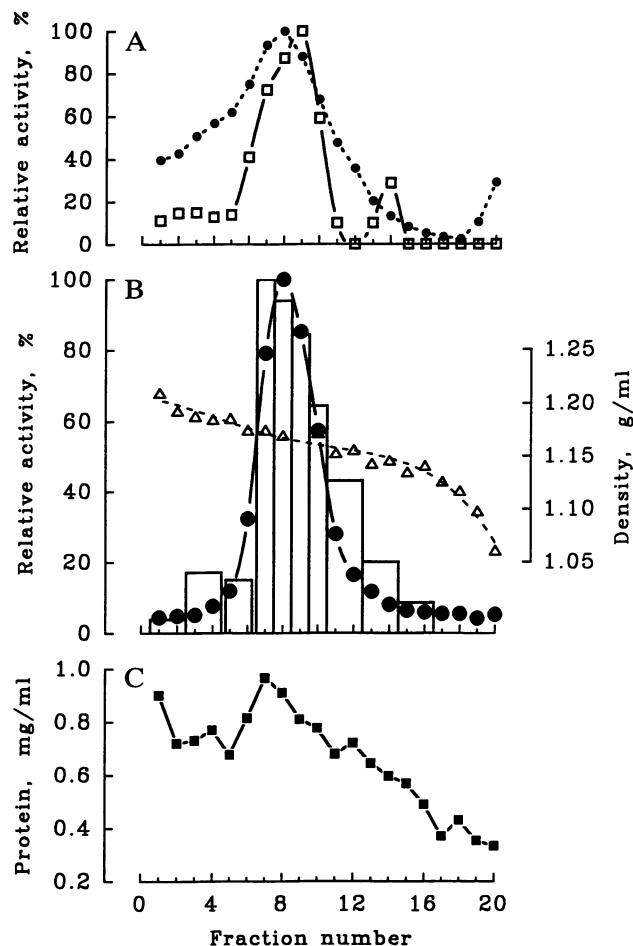 A
Relative activity, %
100
80
60
40
20
0
B
Relative activity, %
100
80
60
40
20
0
Density, g/ml
1.25
1.20
1.15
1.10
1.05
C
Protein, mg/ml
1.0
0.8
0.6
0.4
0.2
0 4 8 12 16 20
Fraction number